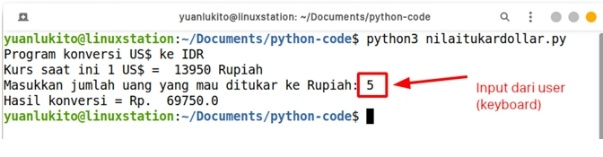 yuanlukito@linuxstation: ~/Documents/python-code
yuanlukito@linuxstation:~/Documents/python-code$ python3 nilaitukardollar.py
Program konversi US$ ke IDR
Kurs saat ini 1 US$ =  13950 Rupiah
Masukkan jumlah uang yang mau ditukar ke Rupiah: 5
Hasil konversi = Rp.  69750.0
yuanlukito@linuxstation:~/Documents/python-code$
Input dari user
(keyboard)